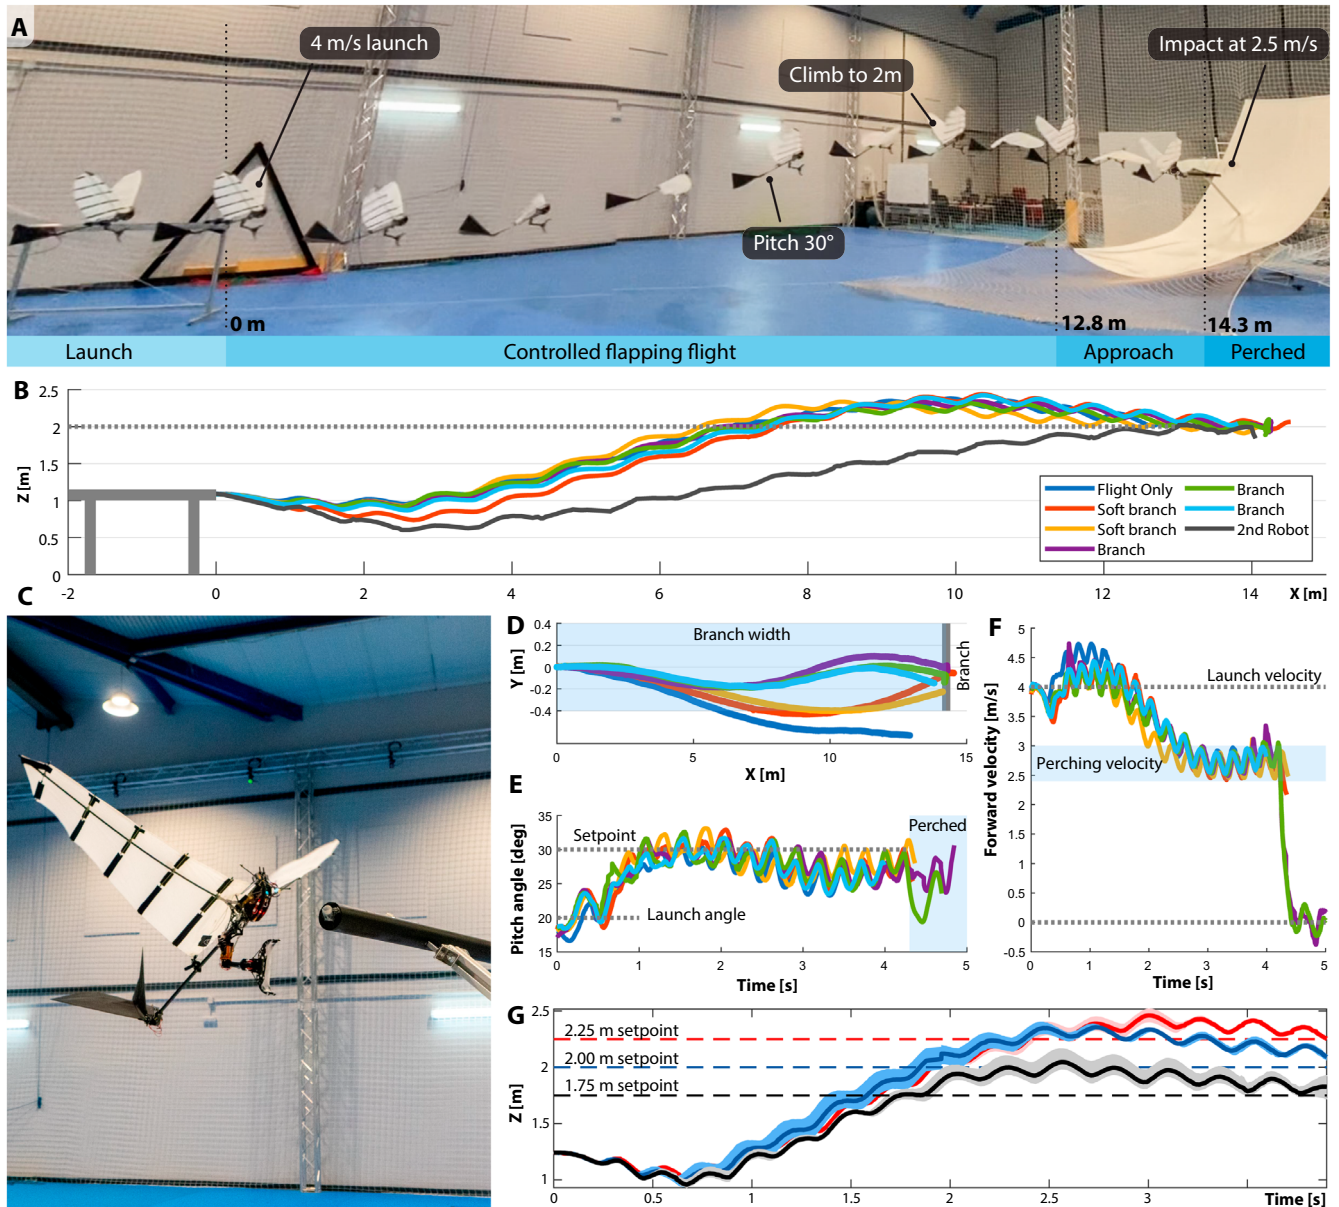 A
4 m/s launch
Climb to 2m
Impact at 2.5 m/s
Pitch 30°
0 m
12.8 m
14.3 m
Launch
Controlled flapping flight
Approach
Perched
B
Z [m]
2.5
2
1.5
1
0.5
0
-2
0
2
4
6
8
10
12
14
X [m]
Flight Only
Soft branch
Soft branch
Branch
Branch
Branch
2nd Robot
C
D
Y [m]
0.4
0.2
0
-0.2
-0.4
Branch width
Branch
0
5
10
15
X [m]
E
Pitch angle [deg]
35
30
25
20
15
Setpoint
Launch angle
Perched
0
1
2
3
4
5
Time [s]
F
Forward velocity [m/s]
5
4.5
4
3.5
3
2.5
2
1.5
1
0.5
0
-0.5
Launch velocity
Perching velocity
0
1
2
3
4
5
Time [s]
G
Z [m]
2.5
2
1.5
1
2.25 m setpoint
2.00 m setpoint
1.75 m setpoint
0
0.5
1
1.5
2
2.5
3
Time [s]